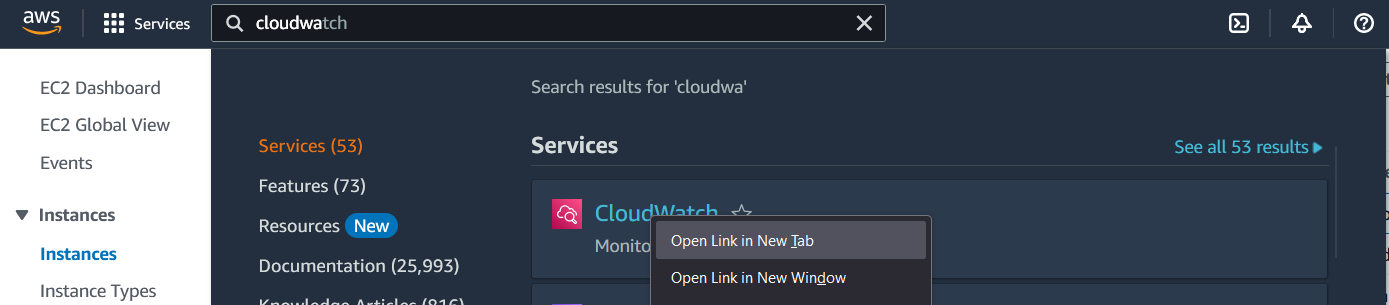 aws Services cloudwatch
Search results for 'cloudwa'
EC2 Dashboard
EC2 Global View
Events
Instances
Instances
Instance Types
Services (53)
Features (73)
Resources New
Documentation (25,993)
Knowledge Articles (816)
Services See all 53 results
CloudWatch
Monito
Open Link in New Tab
Open Link in New Window